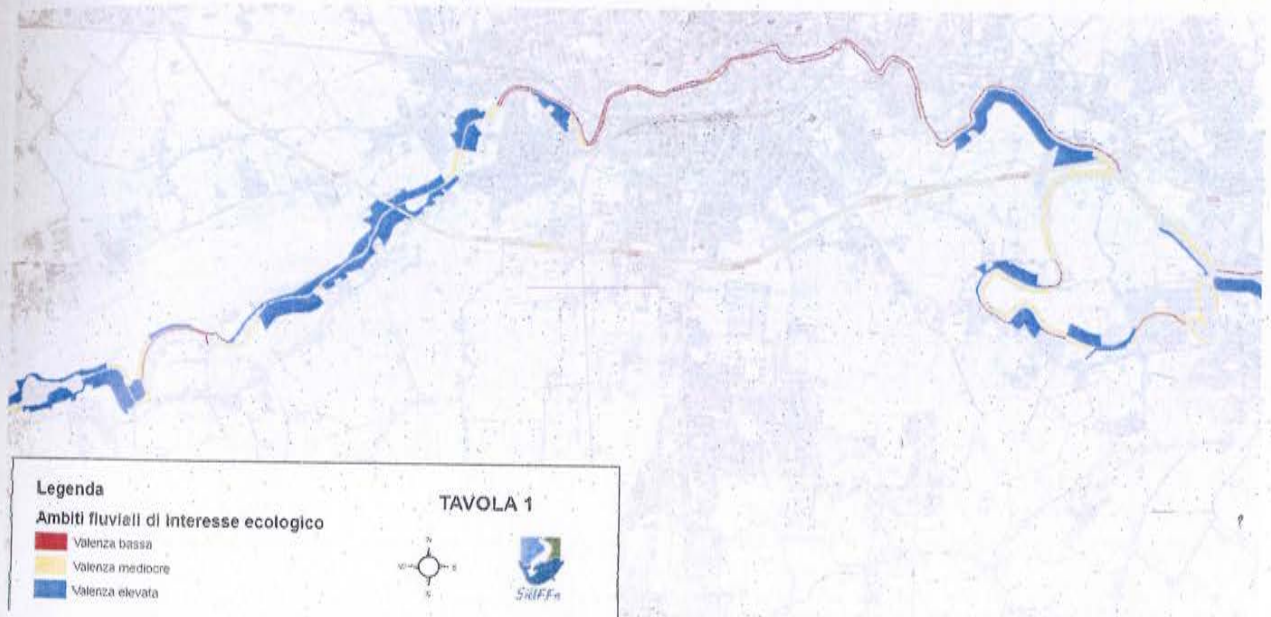 Legenda
TAVOLA 1
Ambiti fluviali di interesse ecologico
Valenza bassa
Valenza mediocre
Valenza elevata
N
S